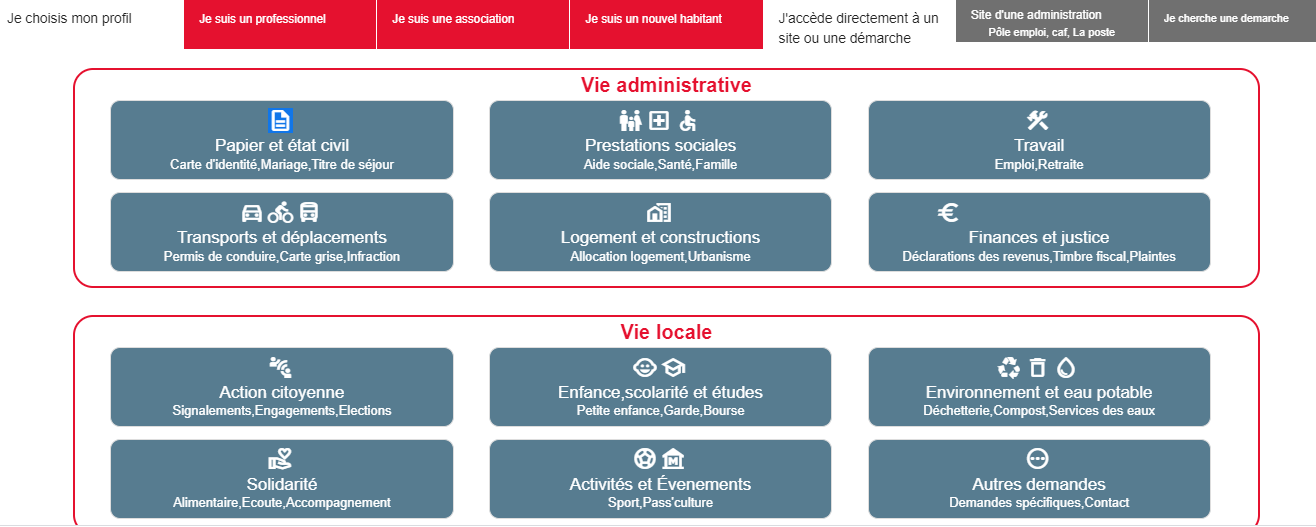 Je choisis mon profil
Je suis un professionnel
Je suis une association
Je suis un nouvel habitant
J'accède directement à un
site ou une démarche
Site d'une administration
Pôle emploi, caf, La poste
Je cherche une demarche
Vie administrative
Papier et état civil
Carte d'identité,Mariage,Titre de séjour
Prestations sociales
Aide sociale,Santé,Famille
Travail
Emploi,Retraite
Transports et déplacements
Permis de conduire,Carte grise,Infraction
Logement et constructions
Allocation logement,Urbanisme
Finances et justice
Déclarations des revenus,Timbre fiscal,Plaintes
Vie locale
Action citoyenne
Signalements,Engagements,Elections
Enfance,scolarité et études
Petite enfance,Garde,Bourse
Environnement et eau potable
Déchetterie,Compost,Services des eaux
Solidarité
Alimentaire,Ecoute,Accompagnement
Activités et Évenements
Sport,Pass'culture
Autres demandes
Demandes spécifiques,Contact